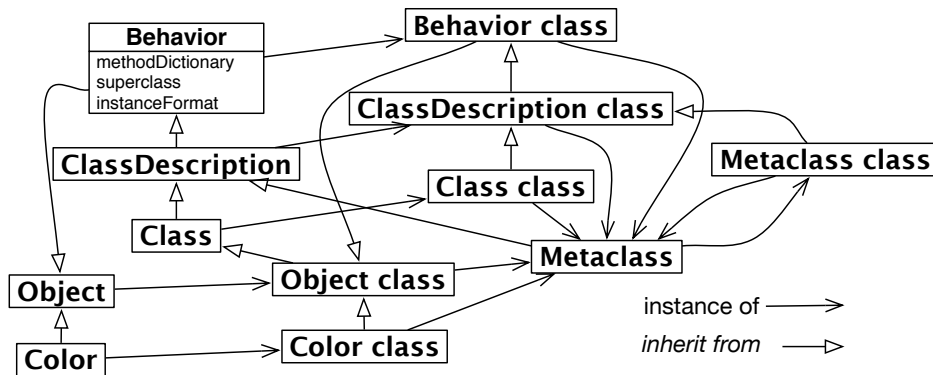 Behavior
methodDictionary
superclass
instanceFormat
Behavior class
ClassDescription class
ClassDescription
Metaclass class
Class class
Class
Metaclass
Object class
Object
Color class
Color
instance of
inherit from